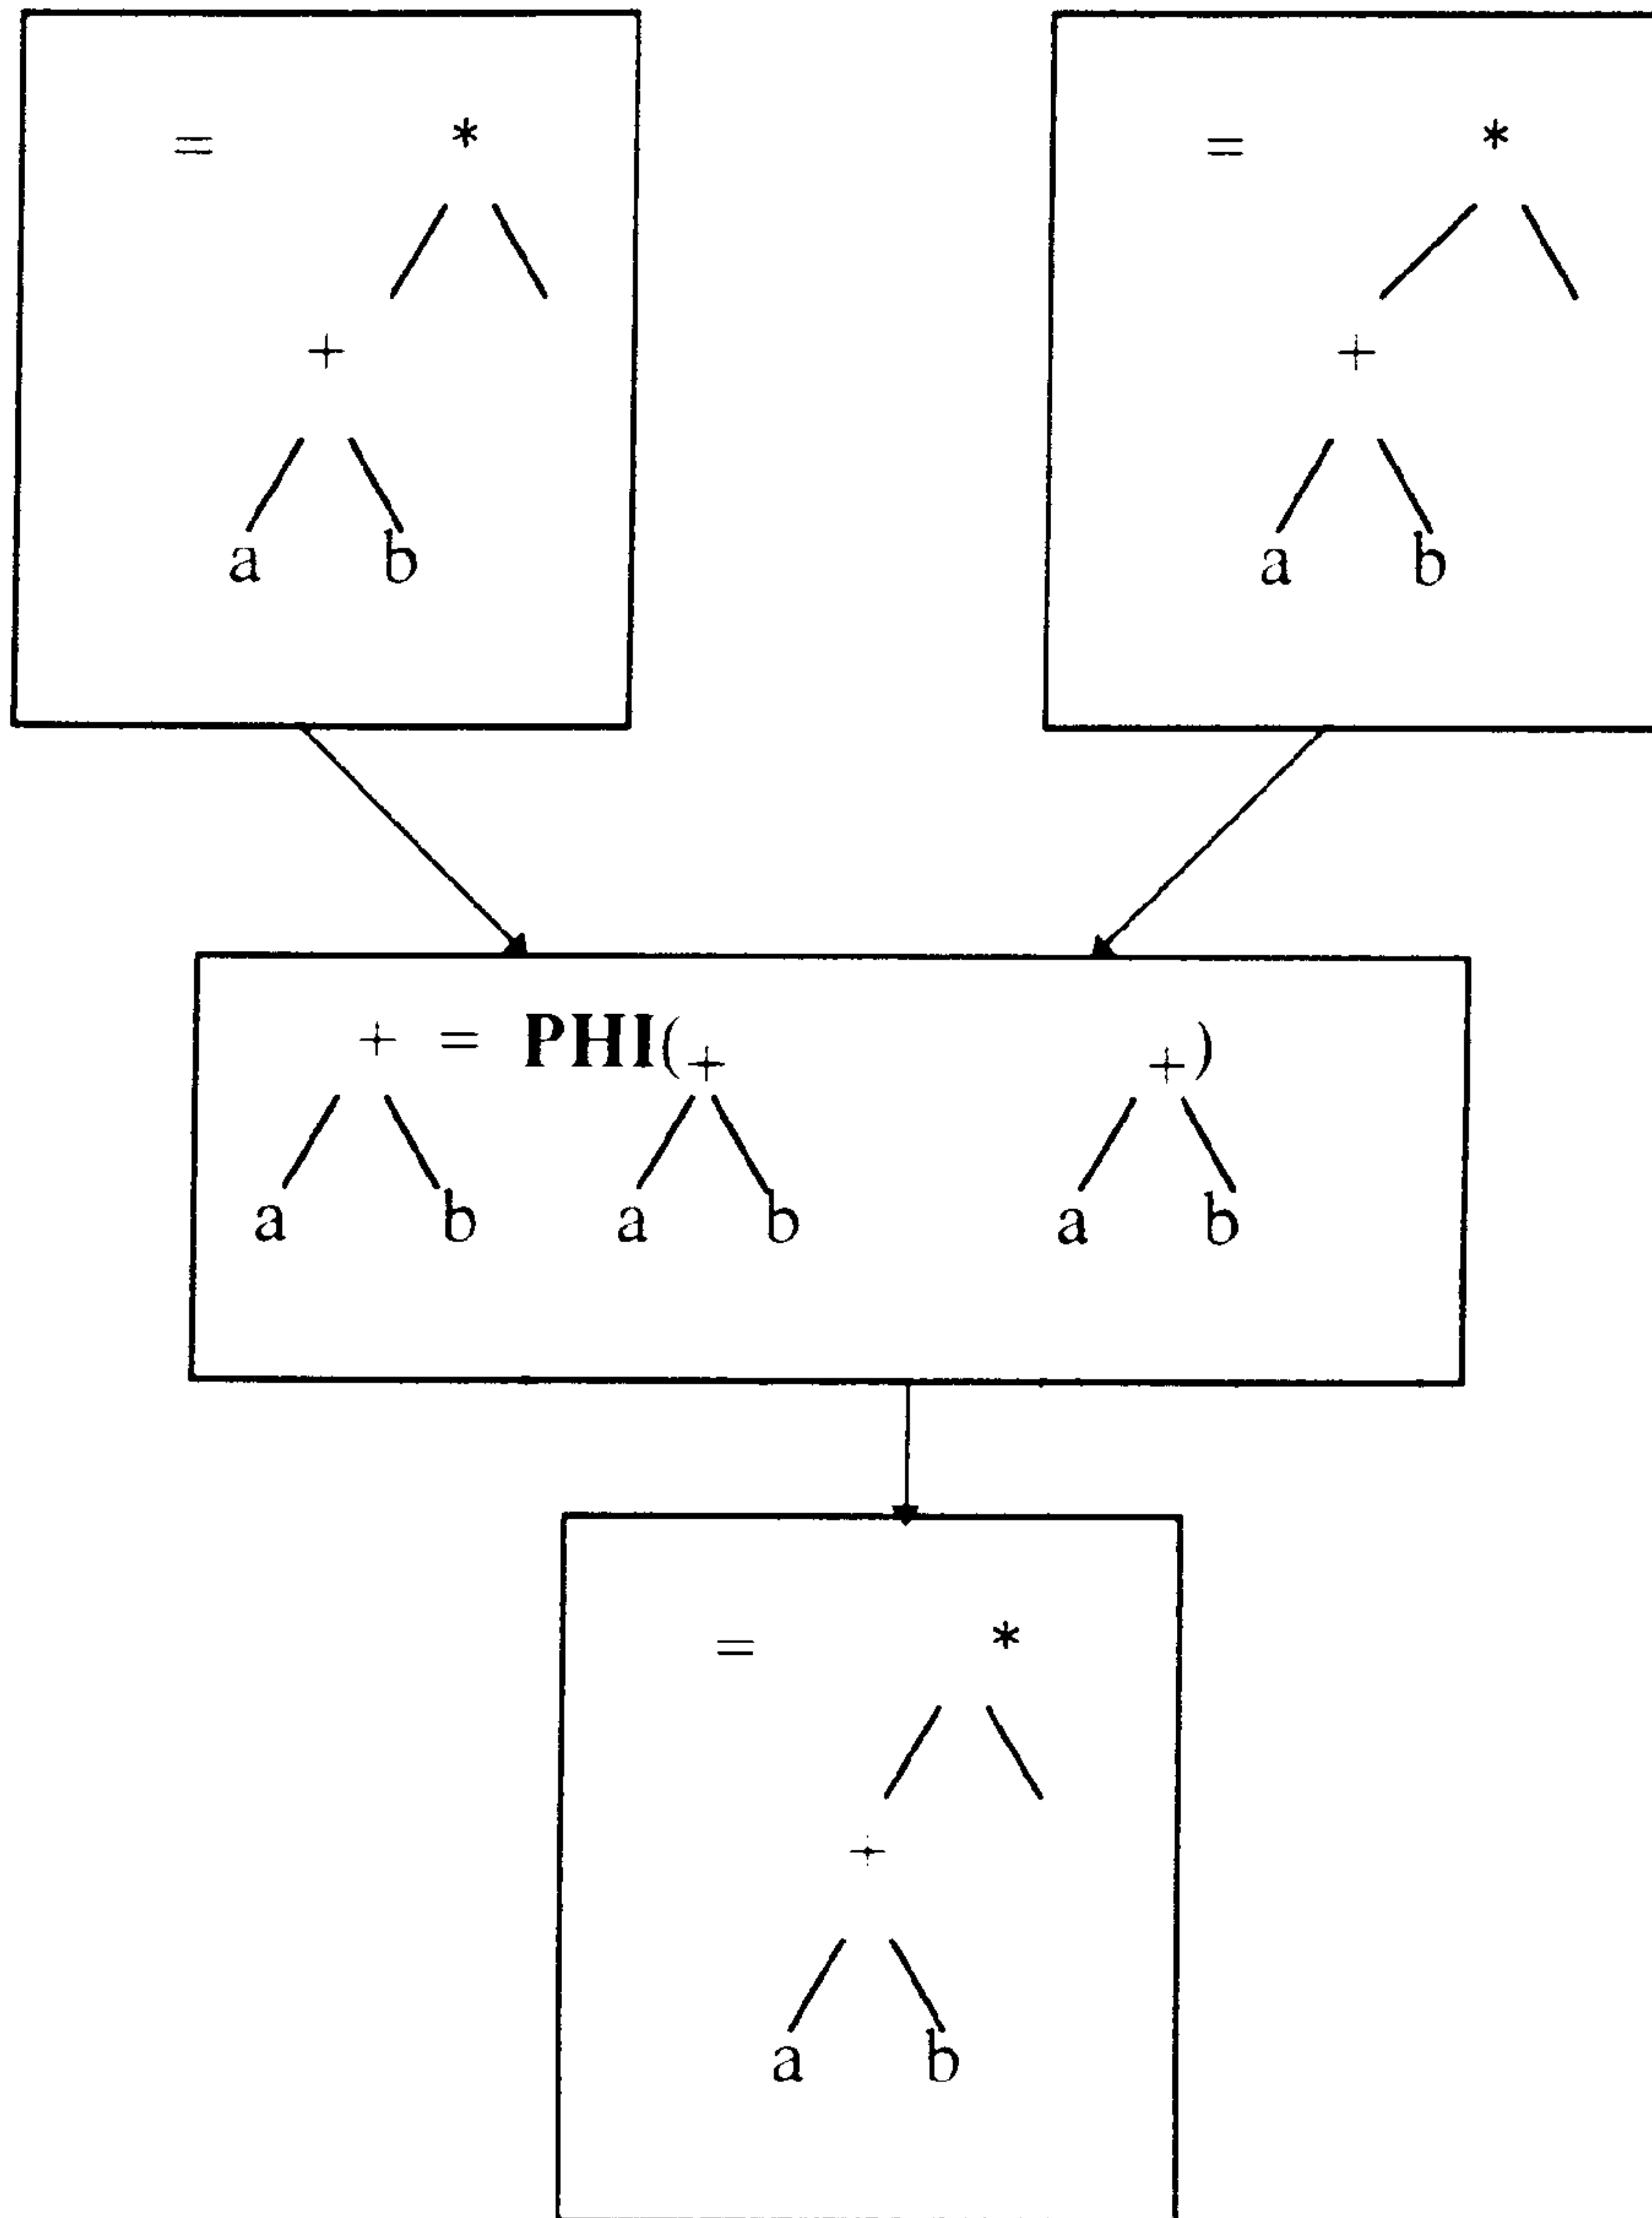 = *
+
a b
= *
+
a b
+ = PHI(+ +)
a b a b a b
= *
+
a b